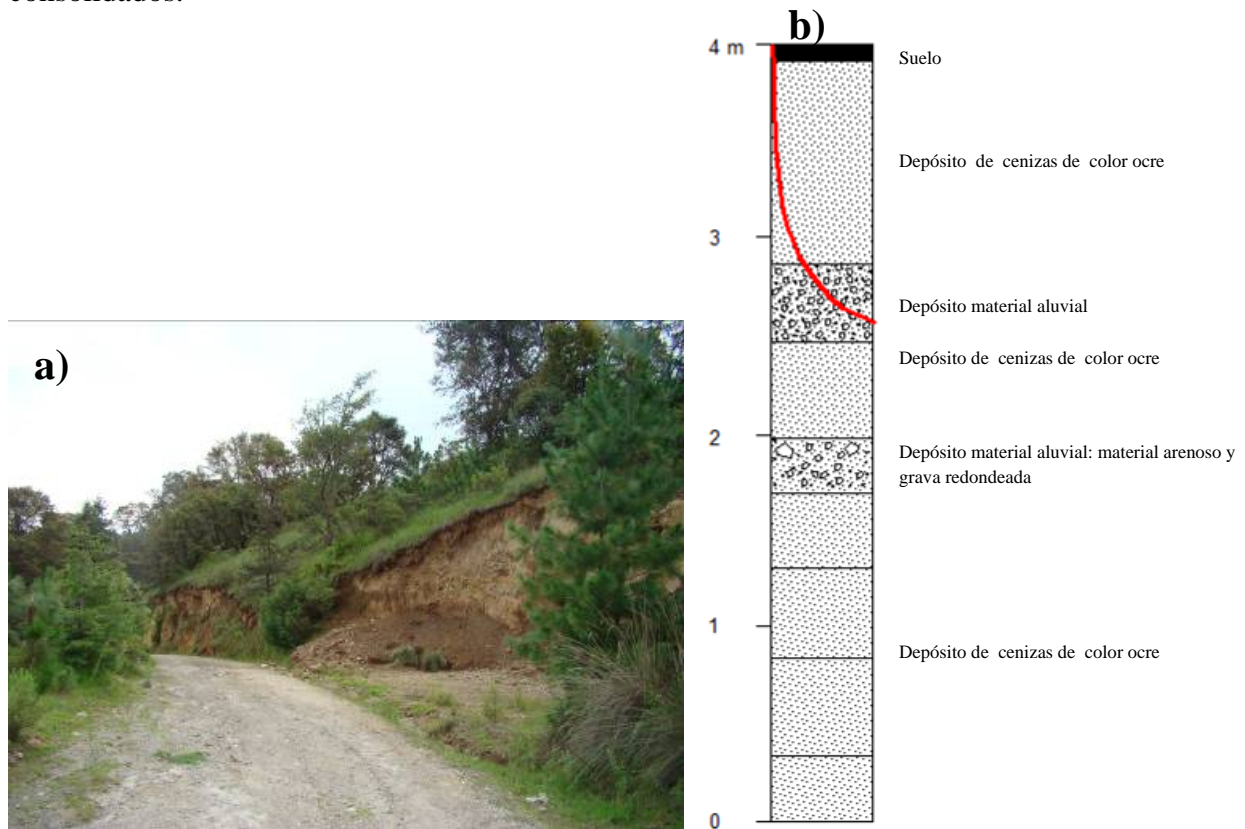 consolidados.
a)
b)
4 m
Suelo
Depósito de cenizas de color ocre
3
Depósito material aluvial
Depósito de cenizas de color ocre
2
Depósito material aluvial: material arenoso y
grava redondeada
1
Depósito de cenizas de color ocre
0